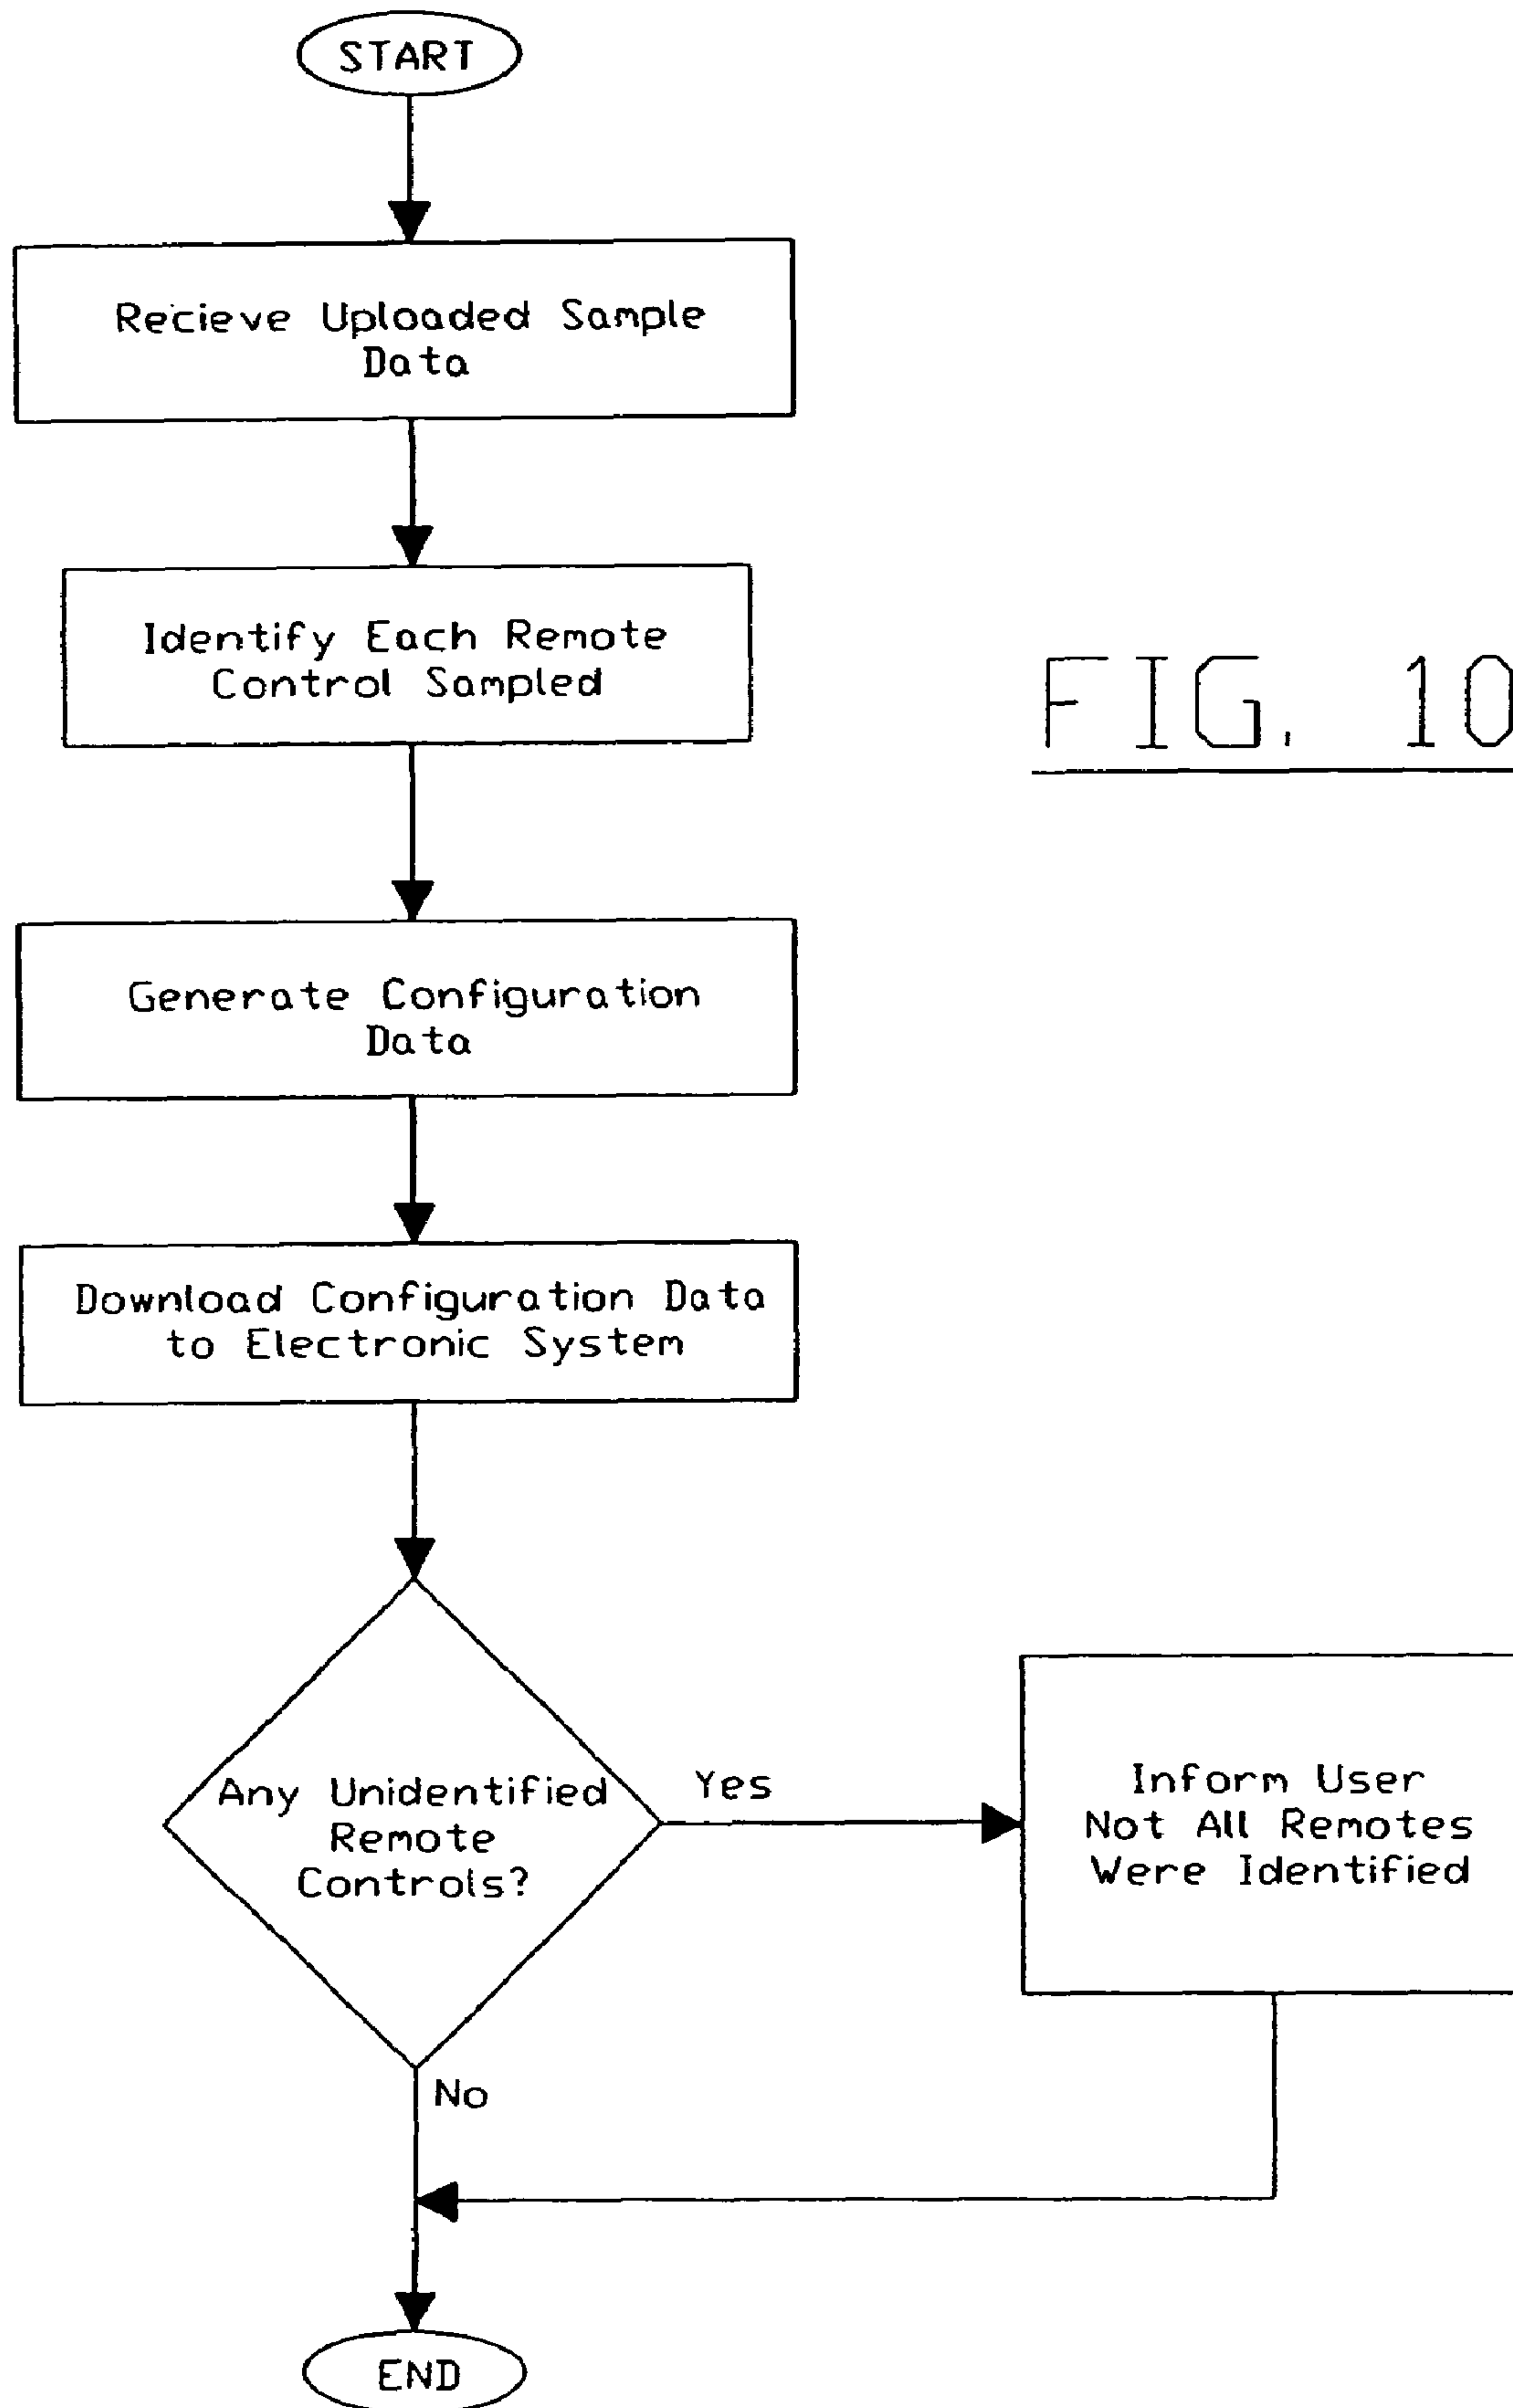 START
Recieve Uploaded Sample
Data
Identify Each Remote
Control Sampled
FIG. 10
Generate Configuration
Data
Download Configuration Data
to Electronic System
Any Unidentified
Remote
Controls?
Yes
Inform User
Not All Remotes
Were Identified
No
END